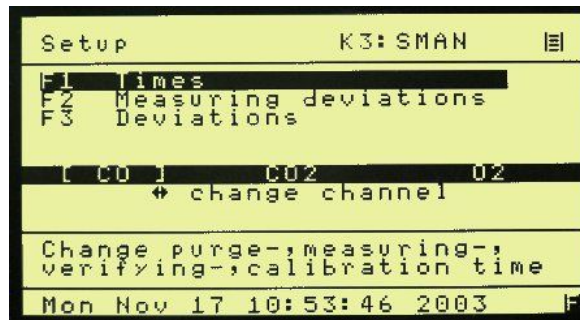 Setup K3:SMAN
F1 Times
F2 Measuring deviations
F3 Deviations
[ CO ] CO2 O2
↔ change channel
Change purge-,measuring-,
verifying-,calibration time
Mon Nov 17 10:53:46 2003